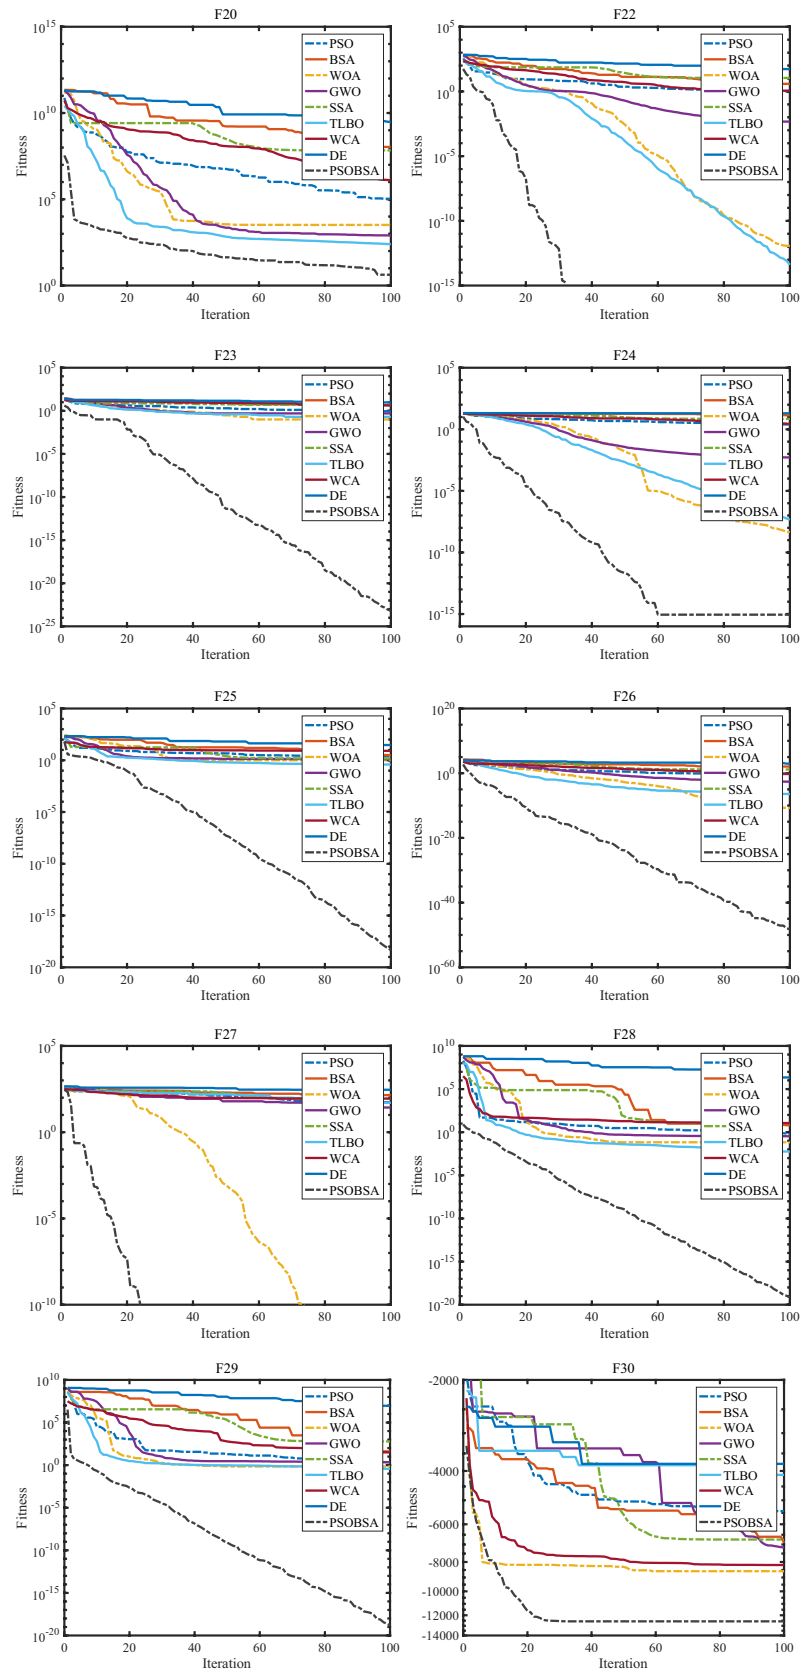 F20
10^15
10^10
10^5
10^0
Fitness
0 20 40 60 80 100
Iteration
PSO
BSA
WOA
GWO
SSA
TLBO
WCA
DE
PSOBSA
F22
10^5
10^0
10^-5
10^-10
10^-15
Fitness
0 20 40 60 80 100
Iteration
PSO
BSA
WOA
GWO
SSA
TLBO
WCA
DE
PSOBSA
F23
10^5
10^0
10^-5
10^-10
10^-15
10^-20
10^-25
Fitness
0 20 40 60 80 100
Iteration
PSO
BSA
WOA
GWO
SSA
TLBO
WCA
DE
PSOBSA
F24
10^5
10^0
10^-5
10^-10
10^-15
Fitness
0 20 40 60 80 100
Iteration
PSO
BSA
WOA
GWO
SSA
TLBO
WCA
DE
PSOBSA
F25
10^5
10^0
10^-5
10^-10
10^-15
10^-20
Fitness
0 20 40 60 80 100
Iteration
PSO
BSA
WOA
GWO
SSA
TLBO
WCA
DE
PSOBSA
F26
10^20
10^0
10^-20
10^-40
10^-60
Fitness
0 20 40 60 80 100
Iteration
PSO
BSA
WOA
GWO
SSA
TLBO
WCA
DE
PSOBSA
F27
10^5
10^0
10^-5
10^-10
Fitness
0 20 40 60 80 100
Iteration
PSO
BSA
WOA
GWO
SSA
TLBO
WCA
DE
PSOBSA
F28
10^10
10^5
10^0
10^-5
10^-10
10^-15
10^-20
Fitness
0 20 40 60 80 100
Iteration
PSO
BSA
WOA
GWO
SSA
TLBO
WCA
DE
PSOBSA
F29
10^10
10^5
10^0
10^-5
10^-10
10^-15
10^-20
Fitness
0 20 40 60 80 100
Iteration
PSO
BSA
WOA
GWO
SSA
TLBO
WCA
DE
PSOBSA
F30
-2000
-4000
-6000
-8000
-10000
-12000
-14000
Fitness
0 20 40 60 80 100
Iteration
PSO
BSA
WOA
GWO
SSA
TLBO
WCA
DE
PSOBSA